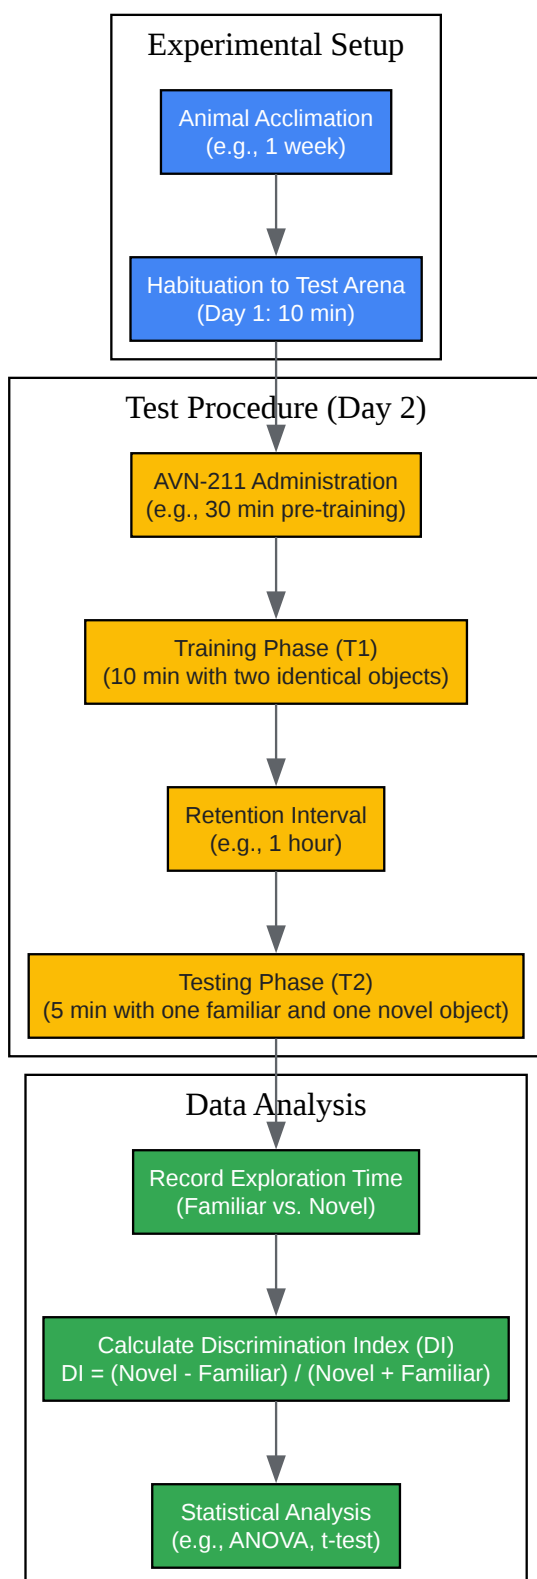 Experimental Setup
Animal Acclimation
(e.g., 1 week)
Habituation to Test Arena
(Day 1: 10 min)
Test Procedure (Day 2)
AVN-211 Administration
(e.g., 30 min pre-training)
Training Phase (T1)
(10 min with two identical objects)
Retention Interval
(e.g., 1 hour)
Testing Phase (T2)
(5 min with one familiar and one novel object)
Data Analysis
Record Exploration Time
(Familiar vs. Novel)
Calculate Discrimination Index (DI)
DI = (Novel - Familiar) / (Novel + Familiar)
Statistical Analysis
(e.g., ANOVA, t-test)